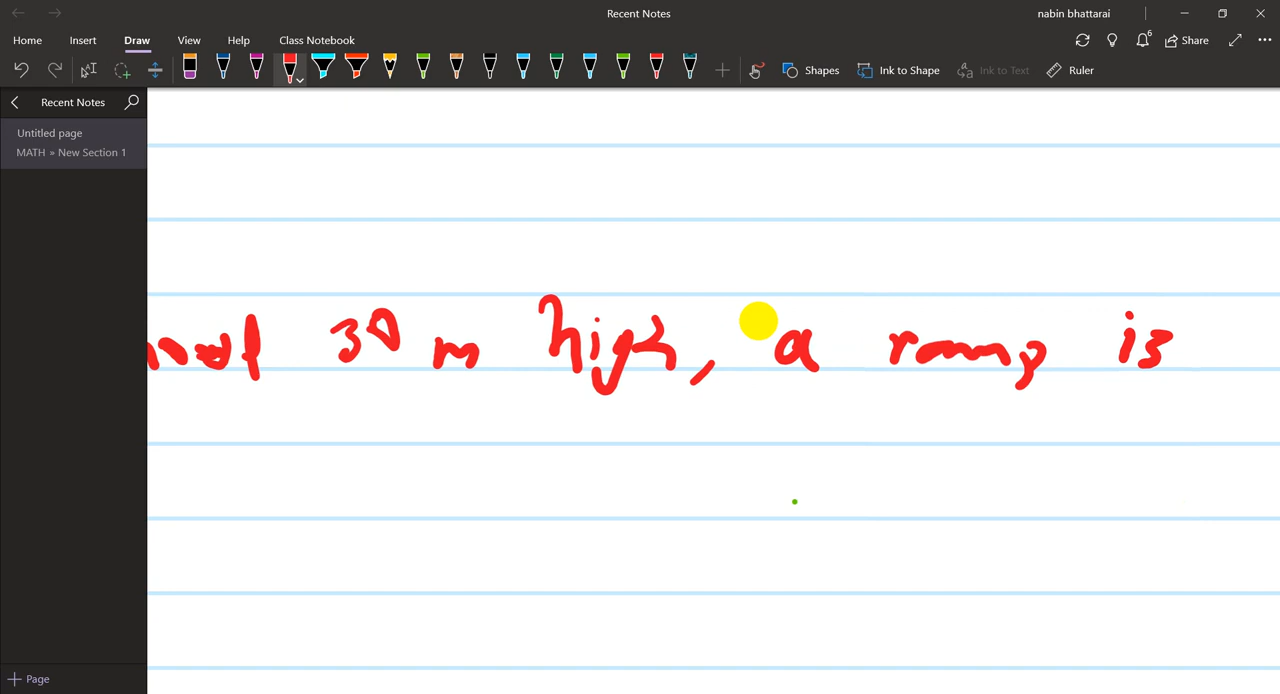 Recent Notes
nabin bhattarai
Home Insert Draw View Help Class Notebook
6
Share
Shapes Ink to Shape Ink to Text Ruler
Recent Notes
Untitled page
MATH » New Section 1
30 m high, a ramp is
Page